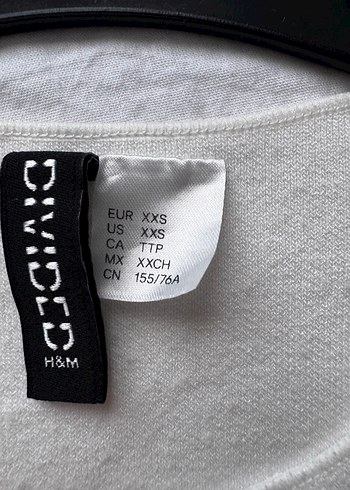 DIVIDED
H&M
EUR XXS
US XXS
CA TTP
MX XXCH
CN 155/76A